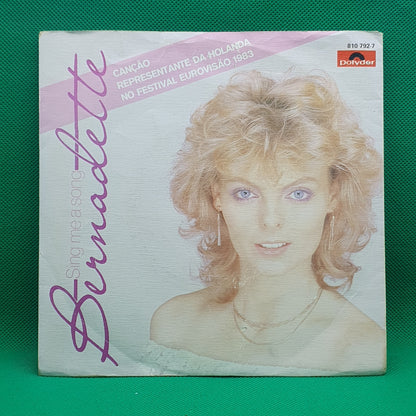 CANÇÃO
REPRESENTANTE DA HOLANDA
NO FESTIVAL EUROVISÃO 1983
810 792-7
polydor
Sing me a song
Bernadette